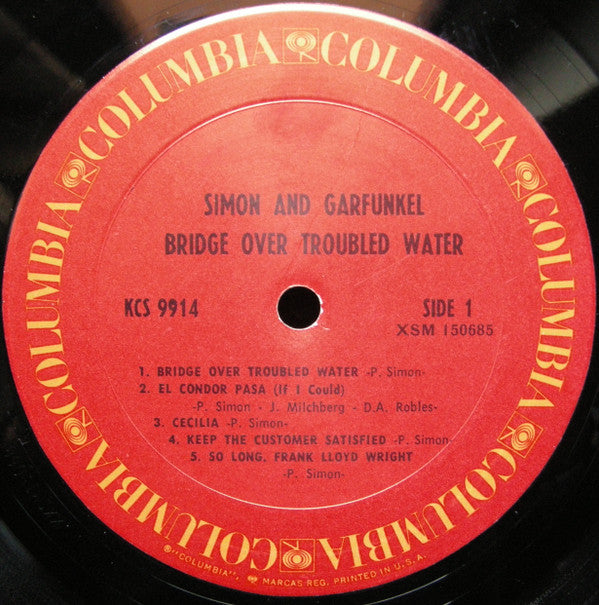 COLUMBIA COLUMBIA COLUMBIA COLUMBIA COLUMBIA COLUMBIA
SIMON AND GARFUNKEL
BRIDGE OVER TROUBLED WATER
KCS 9914
SIDE 1
XSM 150685
1. BRIDGE OVER TROUBLED WATER -P. Simon-
2. EL CONDOR PASA (If I Could)
-P. Simon - J. Milchberg - D.A. Robles-
3. CECILIA -P. Simon-
4. KEEP THE CUSTOMER SATISFIED -P. Simon-
5. SO LONG, FRANK LLOYD WRIGHT
-P. Simon-
®"COLUMBIA", MARCAS REG. PRINTED IN U.S.A.